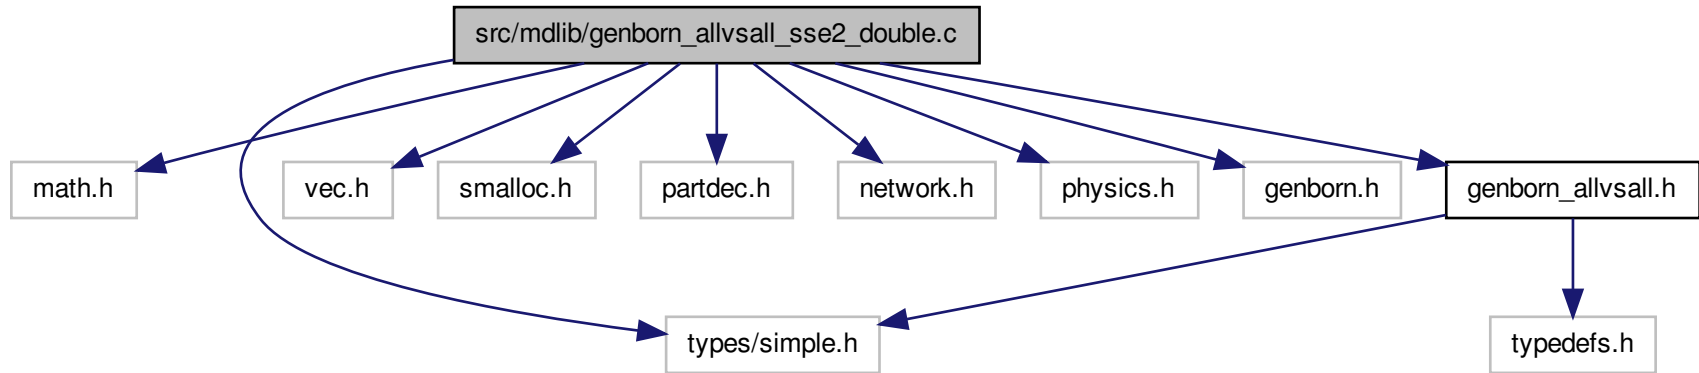 src/mdlib/genborn_allvsall_sse2_double.c
math.h
vec.h
smalloc.h
partdec.h
network.h
physics.h
genborn.h
genborn_allvsall.h
types/simple.h
typedefs.h